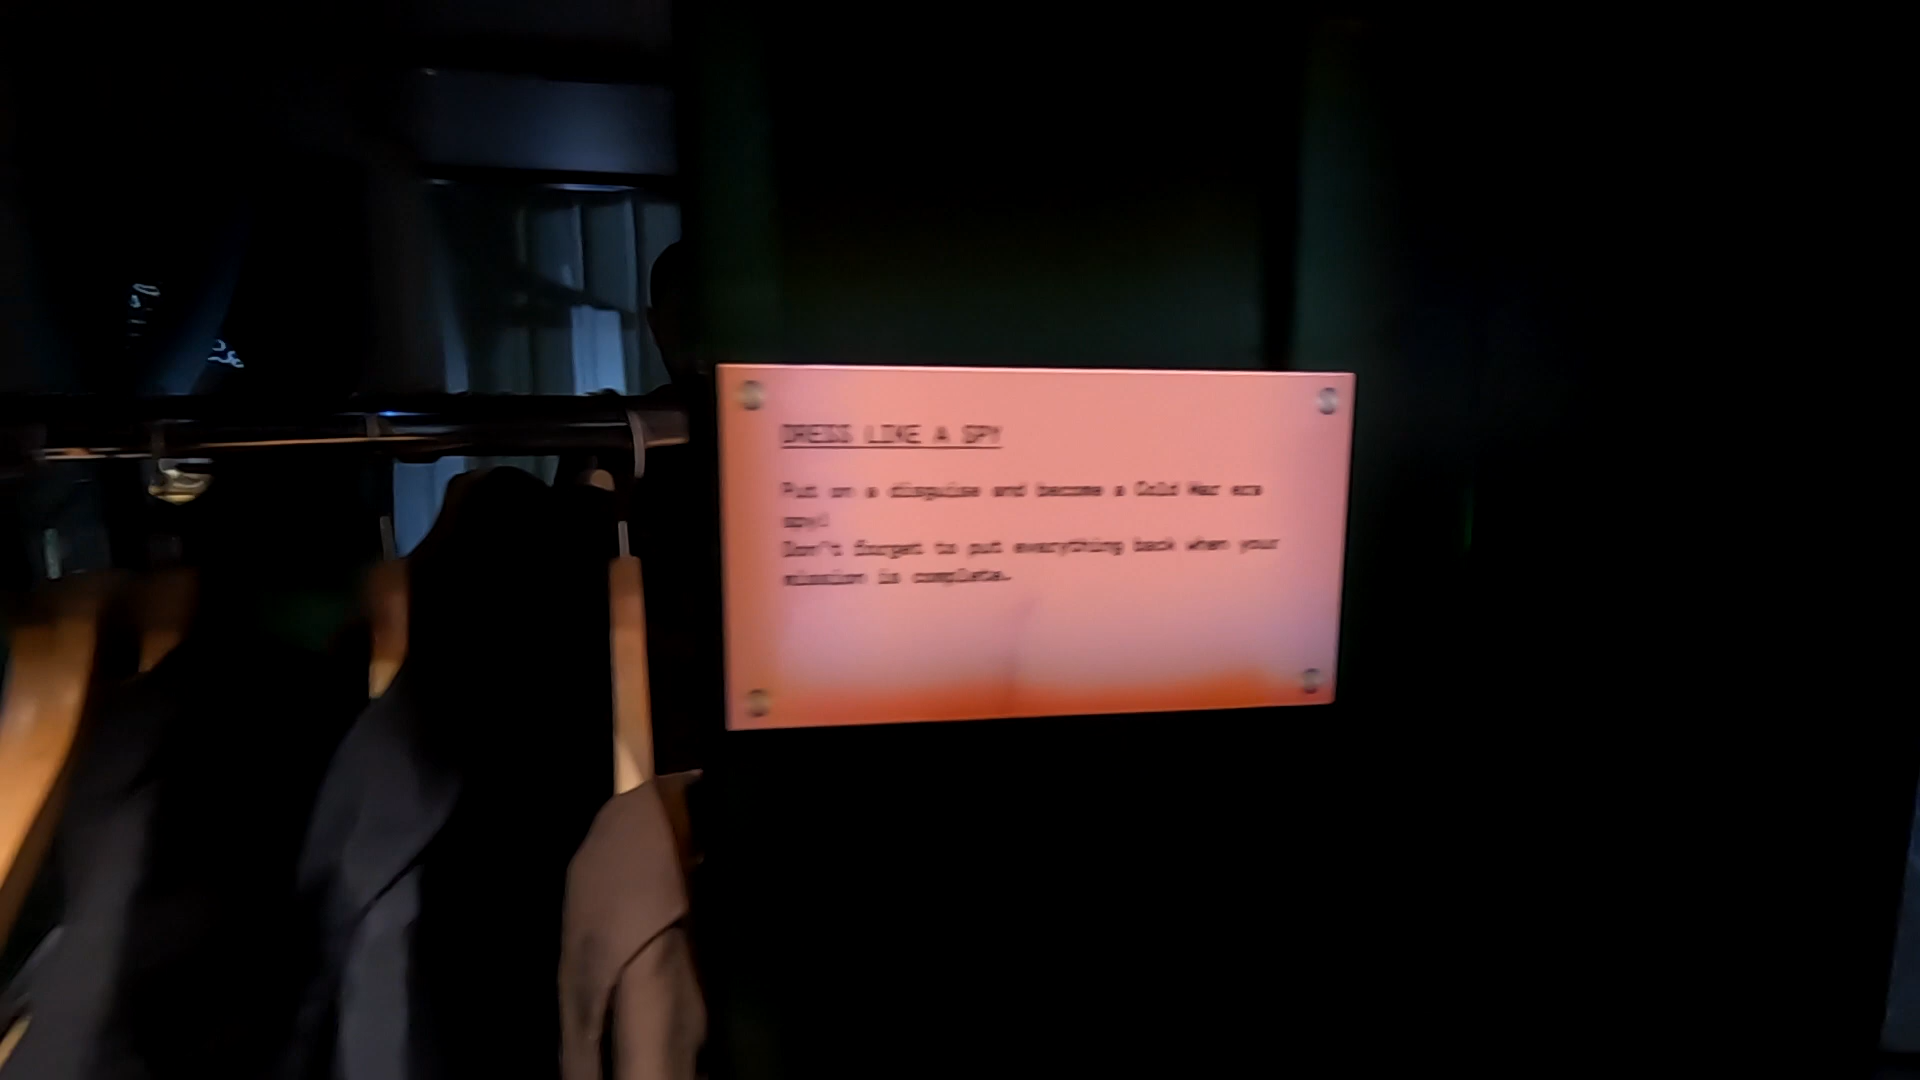 DRESS LIKE A SPY
Put on a disguise and become a Cold War era
spy!
Don't forget to put everything back when your
mission is complete.